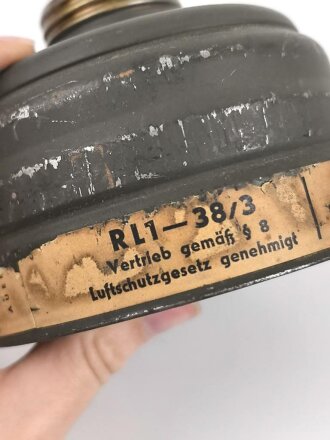 RL1—38/3
Vertrieb gemäß § 8
Luftschutzgesetz genehmigt